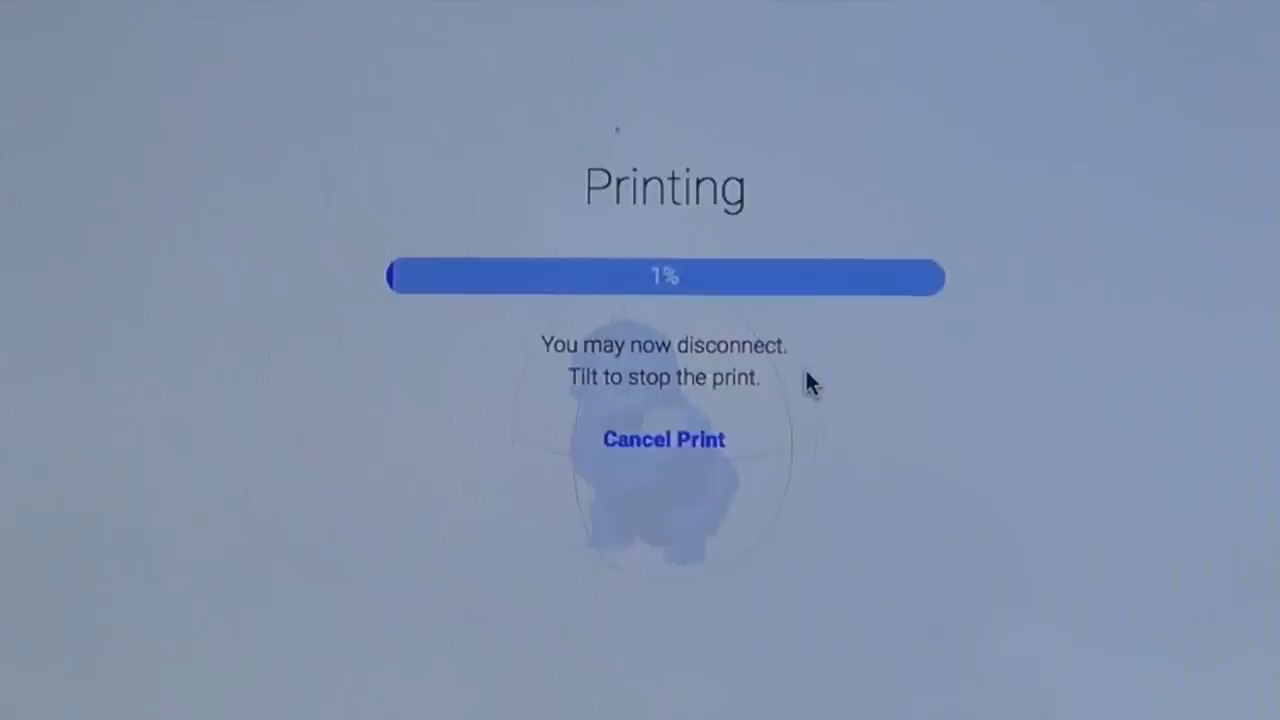 Printing
1%
You may now disconnect.
Tilt to stop the print.
Cancel Print